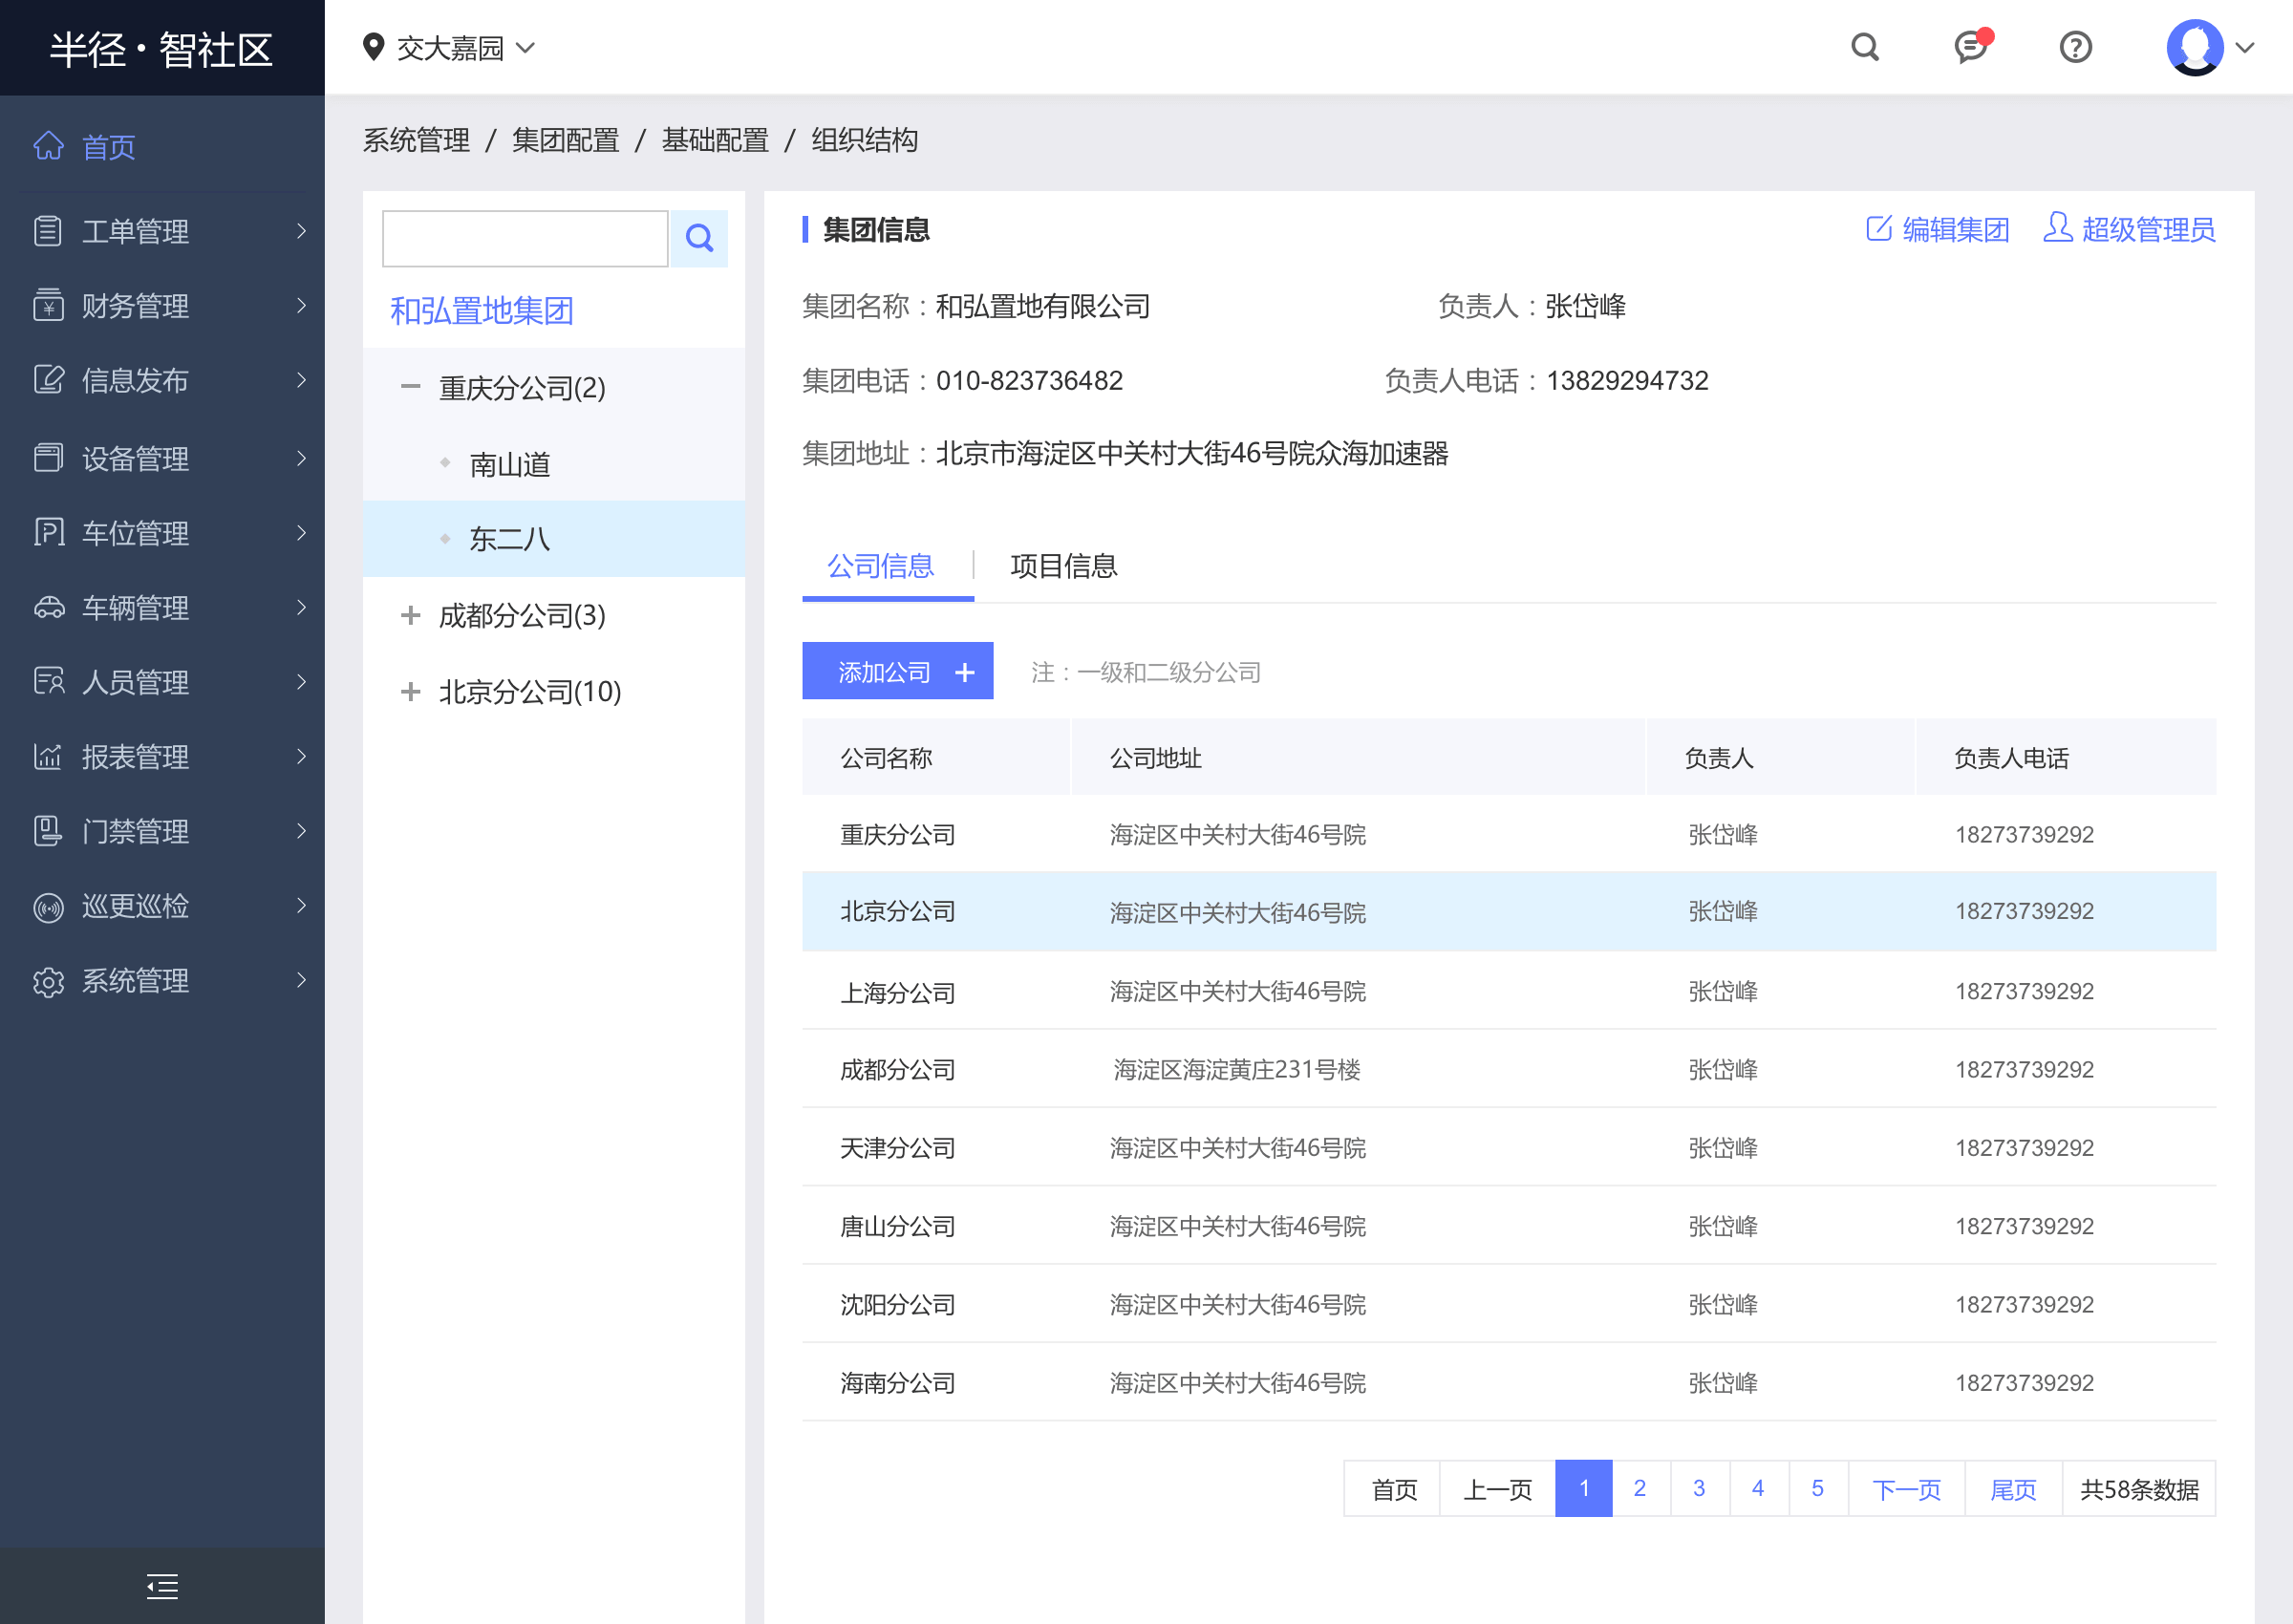 半径·智社区
交大嘉园
首页
工单管理
财务管理
信息发布
设备管理
车位管理
车辆管理
人员管理
报表管理
门禁管理
巡更巡检
系统管理
系统管理 / 集团配置 / 基础配置 / 组织结构
和弘置地集团
重庆分公司(2)
南山道
东二八
成都分公司(3)
北京分公司(10)
集团信息
编辑集团 超级管理员
集团名称：和弘置地有限公司 负责人：张岱峰
集团电话：010-823736482 负责人电话：13829294732
集团地址：北京市海淀区中关村大街46号院众海加速器
公司信息 项目信息
添加公司 + 注：一级和二级分公司
公司名称 公司地址 负责人 负责人电话
重庆分公司 海淀区中关村大街46号院 张岱峰 18273739292
北京分公司 海淀区中关村大街46号院 张岱峰 18273739292
上海分公司 海淀区中关村大街46号院 张岱峰 18273739292
成都分公司 海淀区海淀黄庄231号楼 张岱峰 18273739292
天津分公司 海淀区中关村大街46号院 张岱峰 18273739292
唐山分公司 海淀区中关村大街46号院 张岱峰 18273739292
沈阳分公司 海淀区中关村大街46号院 张岱峰 18273739292
海南分公司 海淀区中关村大街46号院 张岱峰 18273739292
首页 上一页 1 2 3 4 5 下一页 尾页 共58条数据